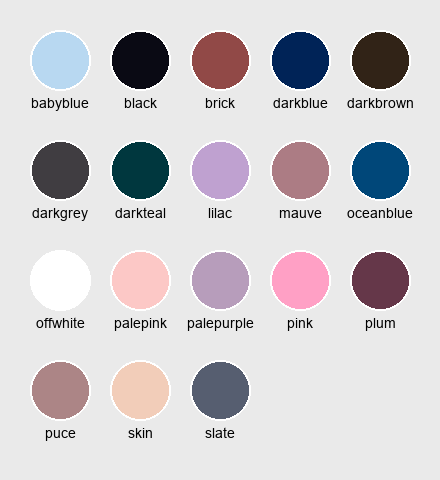 babyblue black brick darkblue darkbrown
darkgrey darkteal lilac mauve oceanblue
offwhite palepink palepurple pink plum
puce skin slate